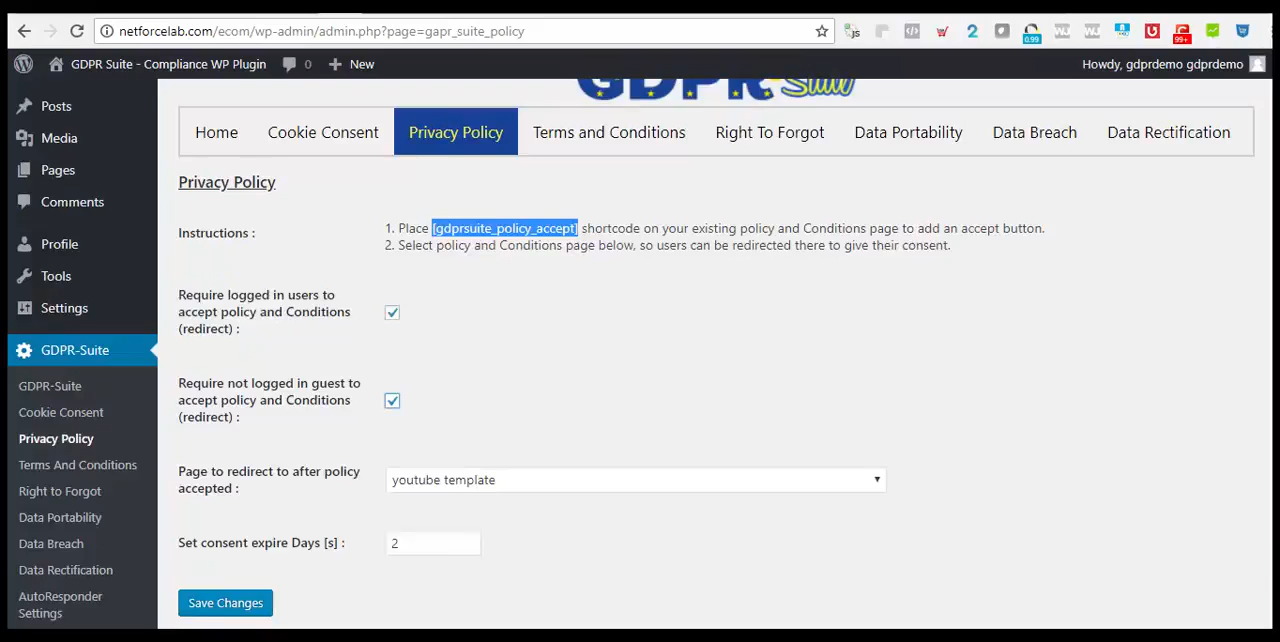 netforcelab.com/ecom/wp-admin/admin.php?page=gapr_suite_policy
js
2
0.99
99+
GDPR Suite - Compliance WP Plugin 0 New
Howdy, gdprdemo gdprdemo
GDPR Suite
Home Cookie Consent Privacy Policy Terms and Conditions Right To Forgot Data Portability Data Breach Data Rectification
Posts
Media
Pages
Comments
Profile
Tools
Settings
GDPR-Suite
GDPR-Suite
Cookie Consent
Privacy Policy
Terms And Conditions
Right to Forgot
Data Portability
Data Breach
Data Rectification
AutoResponder
Settings
Privacy Policy
Instructions :
1. Place [gdprsuite_policy_accept] shortcode on your existing policy and Conditions page to add an accept button.
2. Select policy and Conditions page below, so users can be redirected there to give their consent.
Require logged in users to
accept policy and Conditions
(redirect) :
Require not logged in guest to
accept policy and Conditions
(redirect) :
Page to redirect to after policy
accepted :
youtube template
Set consent expire Days [s] :
2
Save Changes